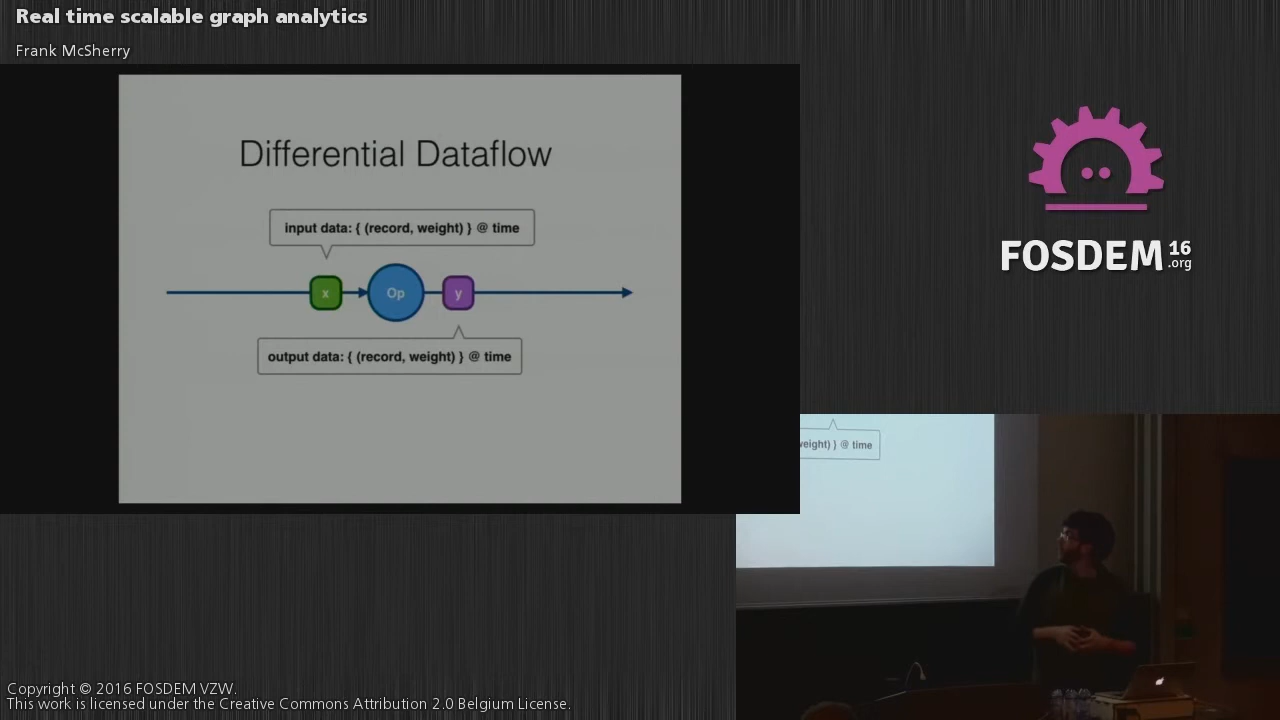 Real time scalable graph analytics
Frank McSherry
Differential Dataflow
input data: { (record, weight) } @ time
x
Op
y
output data: { (record, weight) } @ time
FOSDEM 16
.org
weight) } @ time
Copyright © 2016 FOSDEM VZW.
This work is licensed under the Creative Commons Attribution 2.0 Belgium License.